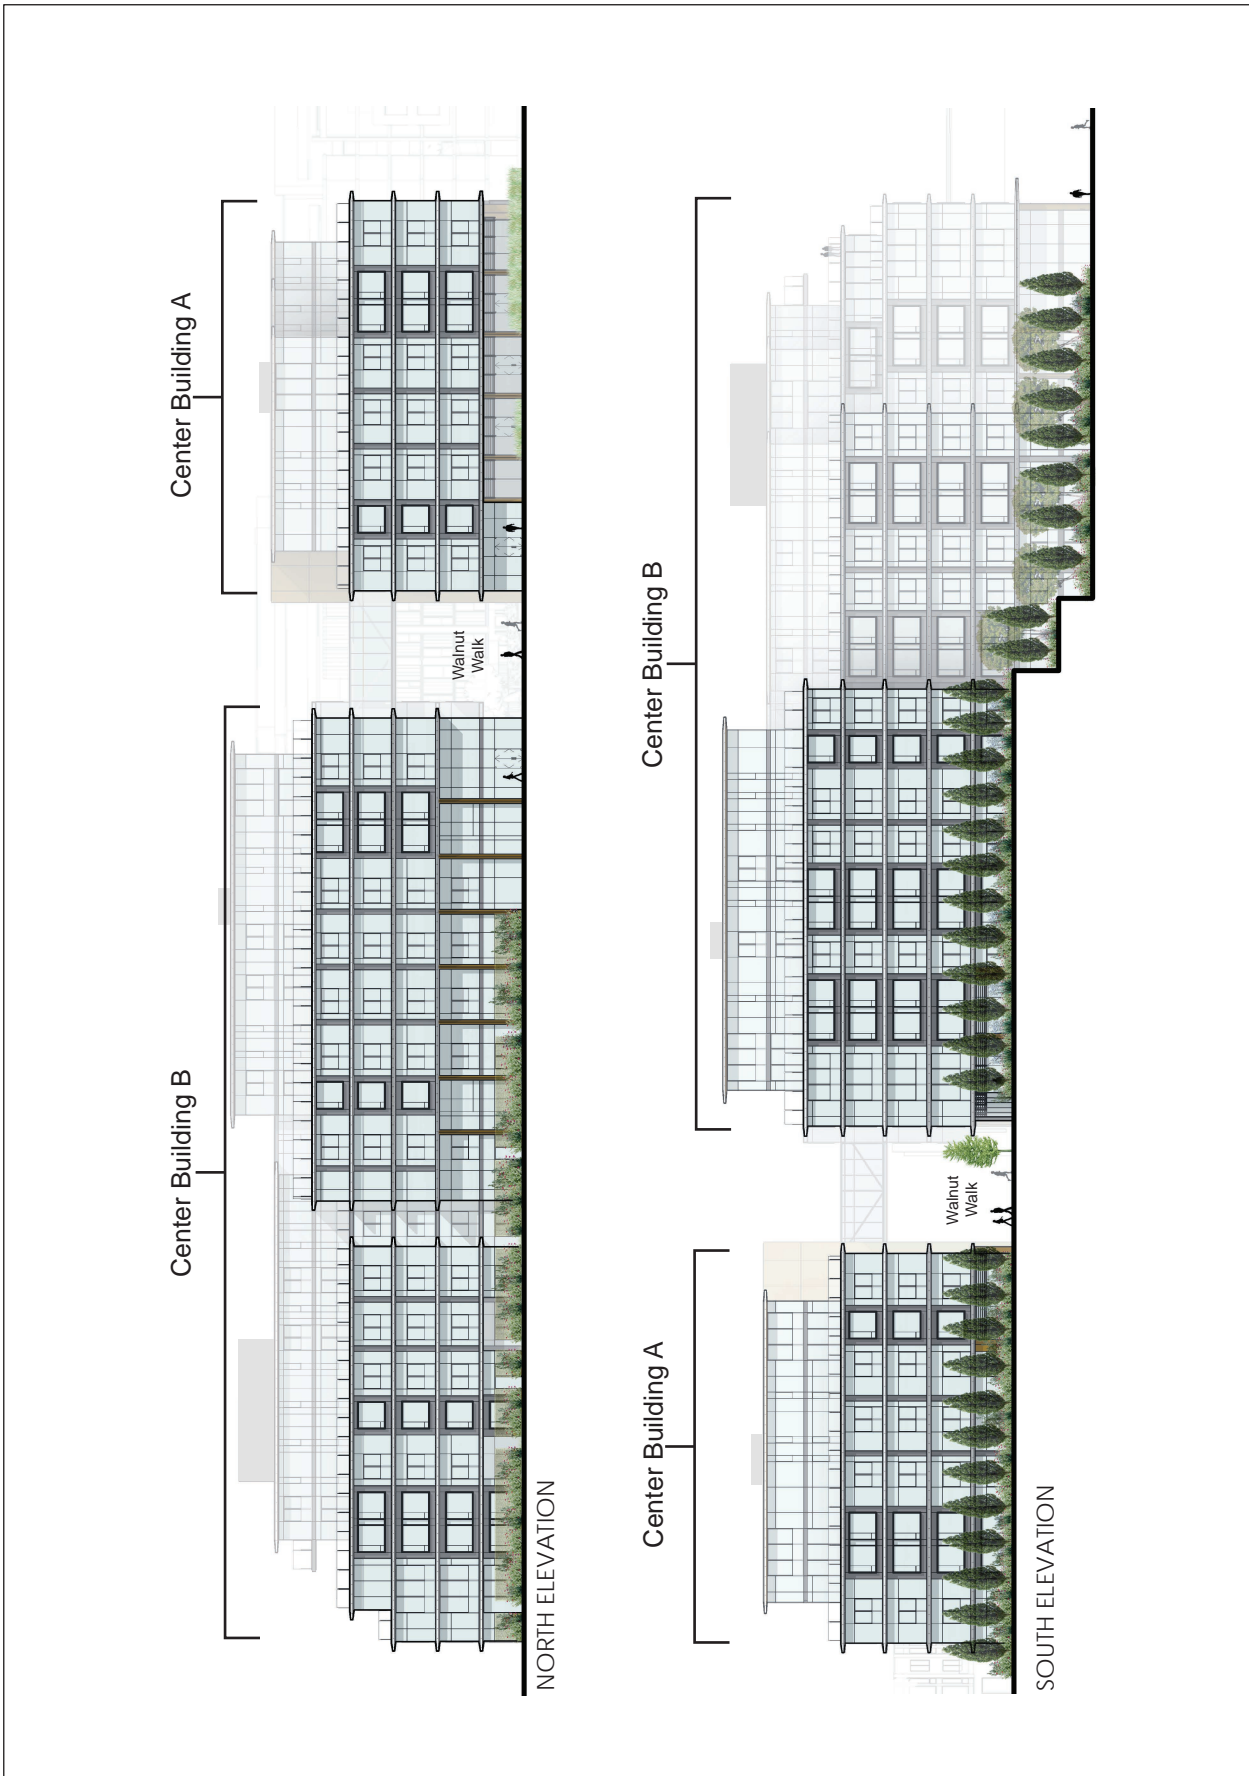 Center Building B
Center Building A
Walnut
Walk
NORTH ELEVATION
Center Building A
Center Building B
Walnut
Walk
SOUTH ELEVATION